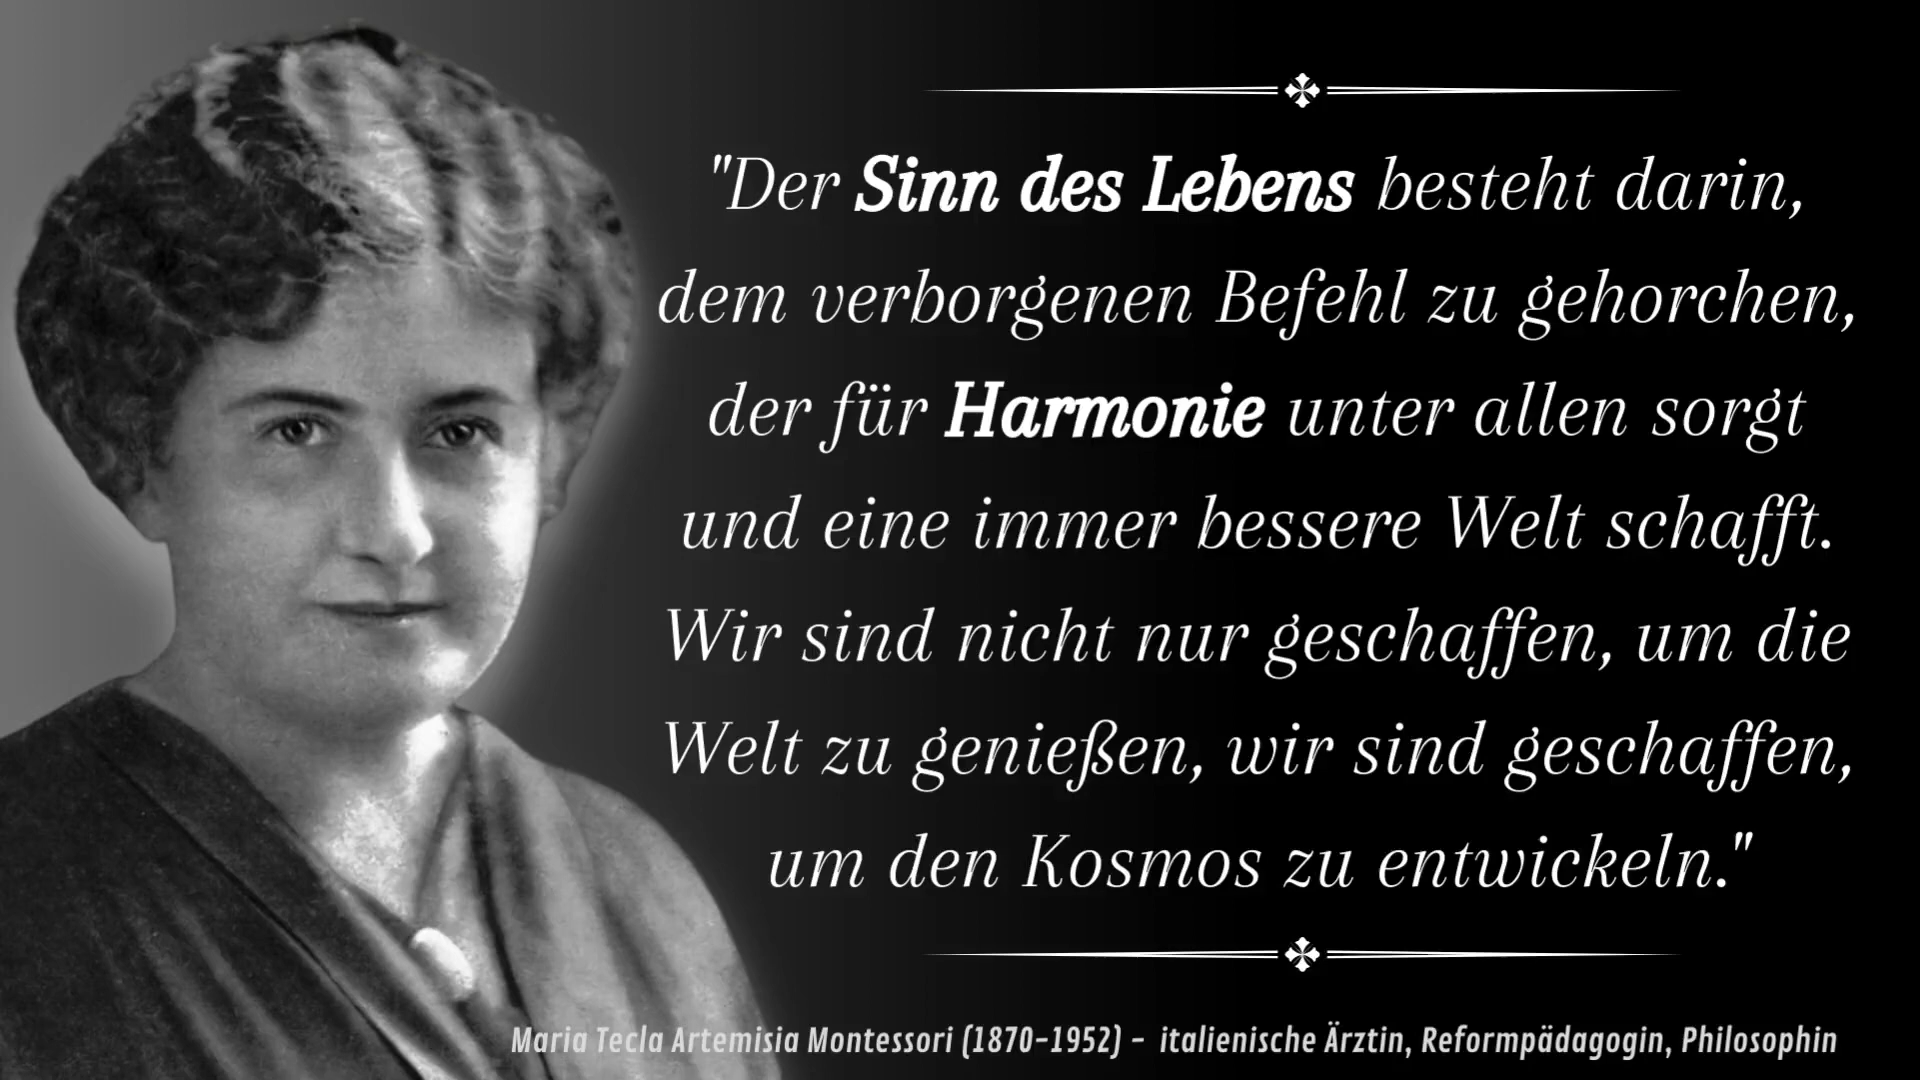 "Der Sinn des Lebens besteht darin,
dem verborgenen Befehl zu gehorchen,
der für Harmonie unter allen sorgt
und eine immer bessere Welt schafft.
Wir sind nicht nur geschaffen, um die
Welt zu genießen, wir sind geschaffen,
um den Kosmos zu entwickeln."
Maria Tecla Artemisia Montessori (1870-1952) - italienische Ärztin, Reformpädagogin, Philosophin